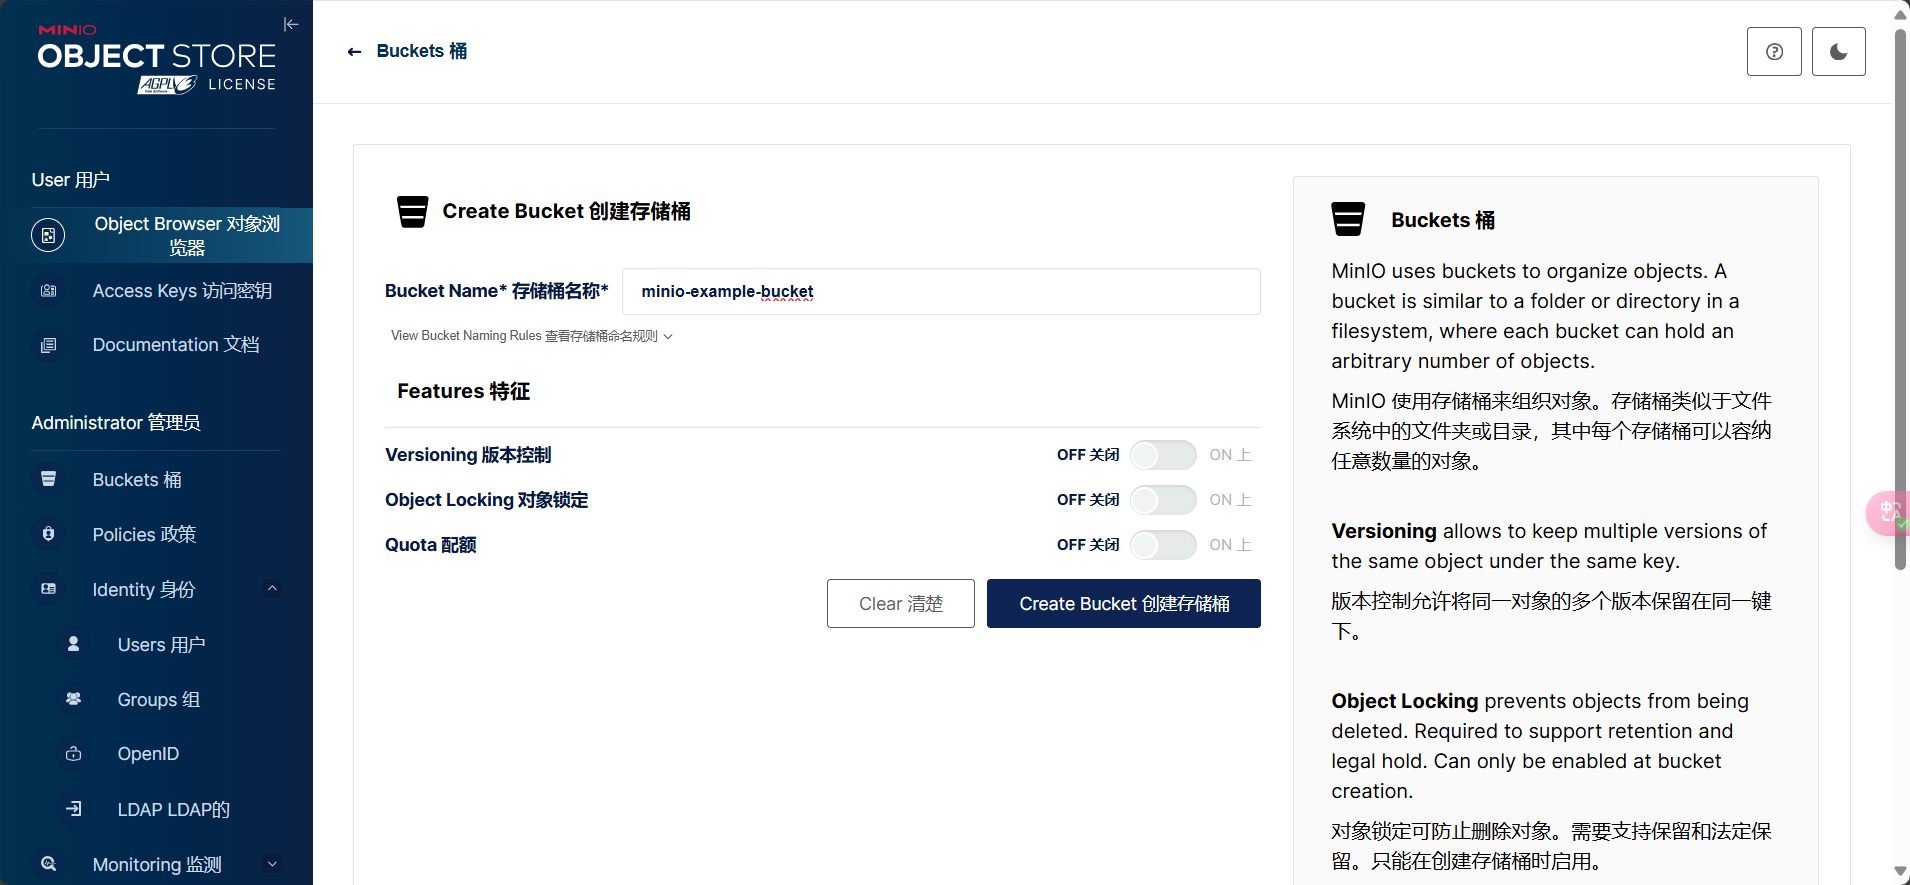 MINIO
OBJECT STORE
AGPL v3 LICENSE
User 用户
Object Browser 对象浏
览器
Access Keys 访问密钥
Documentation 文档
Administrator 管理员
Buckets 桶
Policies 政策
Identity 身份
Users 用户
Groups 组
OpenID
LDAP LDAP的
Monitoring 监测
Buckets 桶
Create Bucket 创建存储桶
Bucket Name* 存储桶名称*
minio-example-bucket
View Bucket Naming Rules 查看存储桶命名规则
Features 特征
Versioning 版本控制 OFF 关闭 ON 上
Object Locking 对象锁定 OFF 关闭 ON 上
Quota 配额 OFF 关闭 ON 上
Clear 清楚
Create Bucket 创建存储桶
Buckets 桶
MinIO uses buckets to organize objects. A
bucket is similar to a folder or directory in a
filesystem, where each bucket can hold an
arbitrary number of objects.
MinIO 使用存储桶来组织对象。存储桶类似于文件
系统中的文件夹或目录，其中每个存储桶可以容纳
任意数量的对象。
Versioning allows to keep multiple versions of
the same object under the same key.
版本控制允许将同一对象的多个版本保留在同一键
下。
Object Locking prevents objects from being
deleted. Required to support retention and
legal hold. Can only be enabled at bucket
creation.
对象锁定可防止删除对象。需要支持保留和法定保
留。只能在创建存储桶时启用。